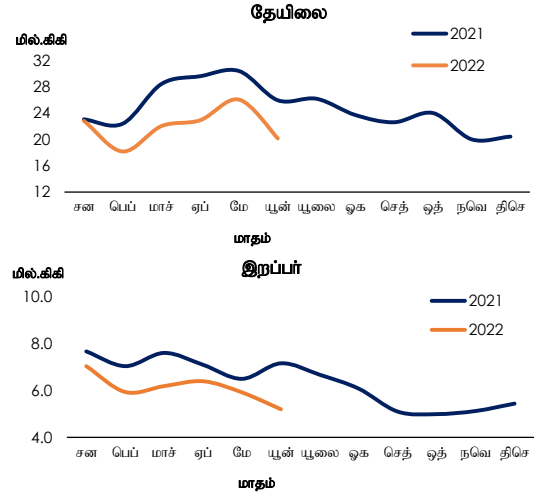 தேயிலை
மில்.கிகி
2021
2022
32
28
24
20
16
12
சன பெப் மார்ச் ஏப் மே யூன் யூலை ஓக செத் ஒத் நவெ திசெ
மாதம்
இறப்பர்
மில்.கிகி
10.0
2021
2022
8.0
6.0
4.0
சன பெப் மார்ச் ஏப் மே யூன் யூலை ஓக செத் ஒத் நவெ திசெ
மாதம்